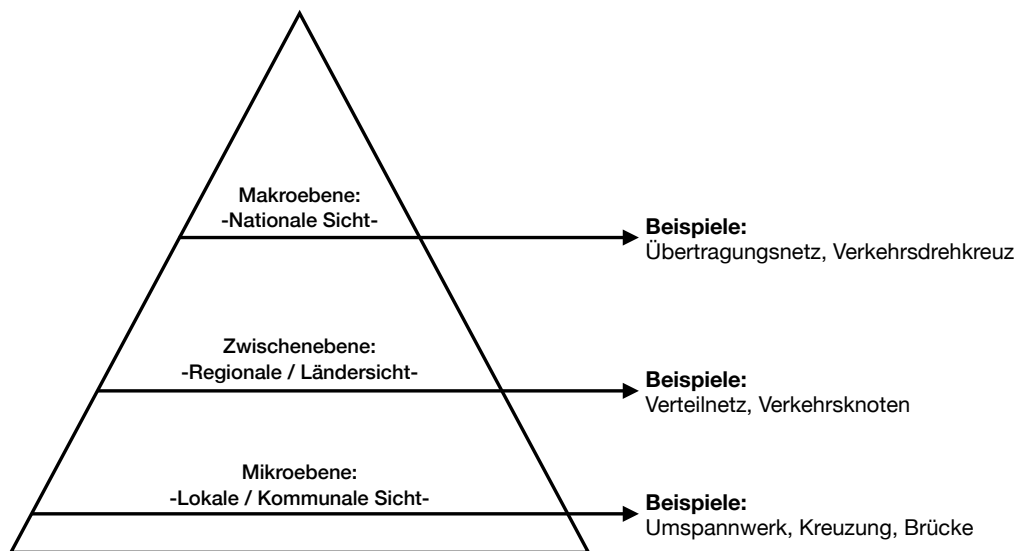 Makroebene:
-Nationale Sicht-
Beispiele:
Übertragungsnetz, Verkehrsdrehkreuz
Zwischenebene:
-Regionale / Ländersicht-
Beispiele:
Verteilnetz, Verkehrsknoten
Mikroebene:
-Lokale / Kommunale Sicht-
Beispiele:
Umspannwerk, Kreuzung, Brücke